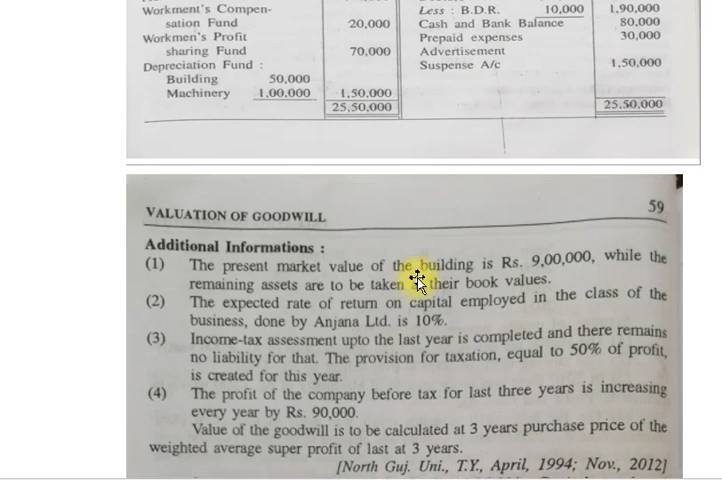 Workment's Compen-
sation Fund 20,000
Workmen's Profit
sharing Fund 70,000
Depreciation Fund :
Building 50,000
Machinery 1,00,000 1,50,000
25,50,000
Less : B.D.R. 10,000 1,90,000
Cash and Bank Balance 80,000
Prepaid expenses 30,000
Advertisement
Suspense A/c 1,50,000
25,50,000
VALUATION OF GOODWILL 59
Additional Informations :
(1) The present market value of the building is Rs. 9,00,000, while the
remaining assets are to be taken their book values.
(2) The expected rate of return on capital employed in the class of the
business, done by Anjana Ltd. is 10%.
(3) Income-tax assessment upto the last year is completed and there remains
no liability for that. The provision for taxation, equal to 50% of profit,
is created for this year.
(4) The profit of the company before tax for last three years is increasing
every year by Rs. 90,000.
Value of the goodwill is to be calculated at 3 years purchase price of the
weighted average super profit of last at 3 years.
[North Guj. Uni., T.Y., April, 1994; Nov., 2012]